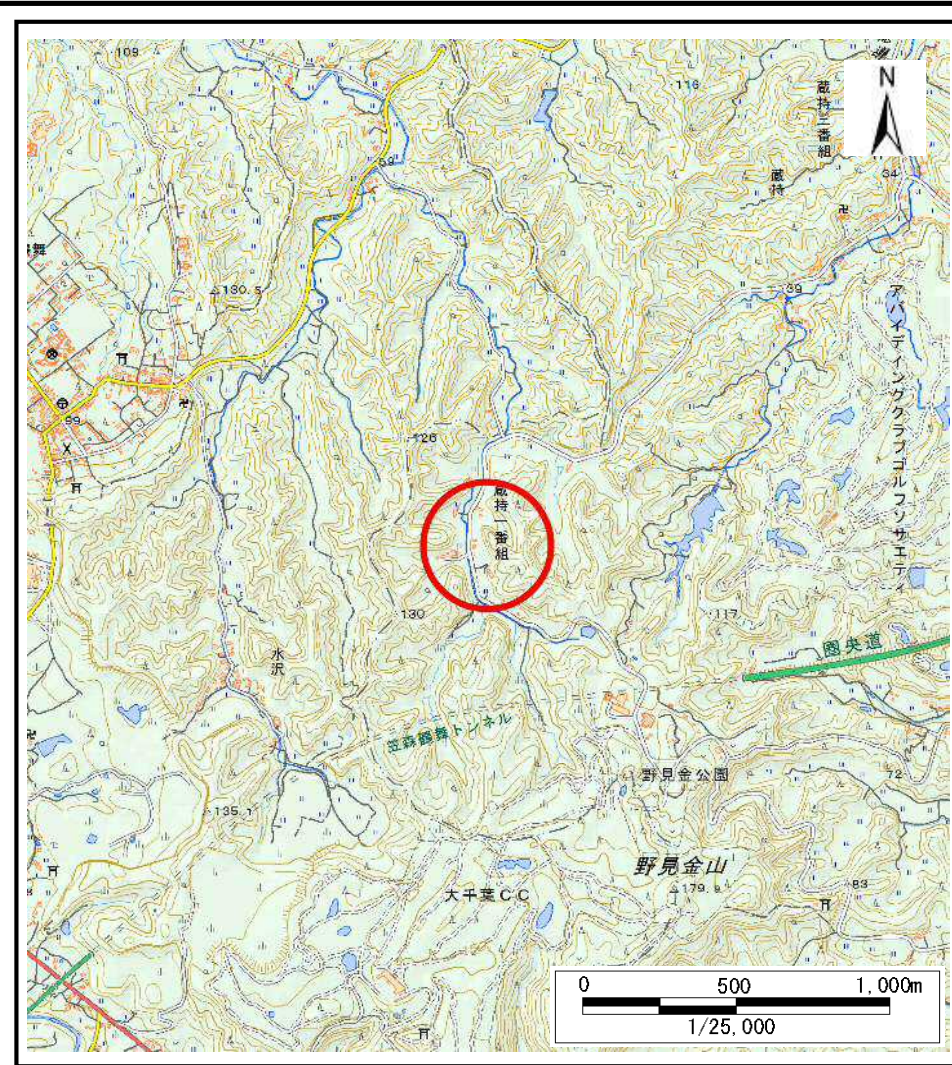 109
116
N
蔵持三番組
蔵持
59
34
舞
130.5
39
アバイディングクラブゴルフソサエティ
99
126
蔵持一番組
130
117
水沢
圏央道
笠森鶴舞トンネル
野見金公園
72
135.1
野見金山
179.9
83
大千葉CC
0 500 1,000m
1/25,000